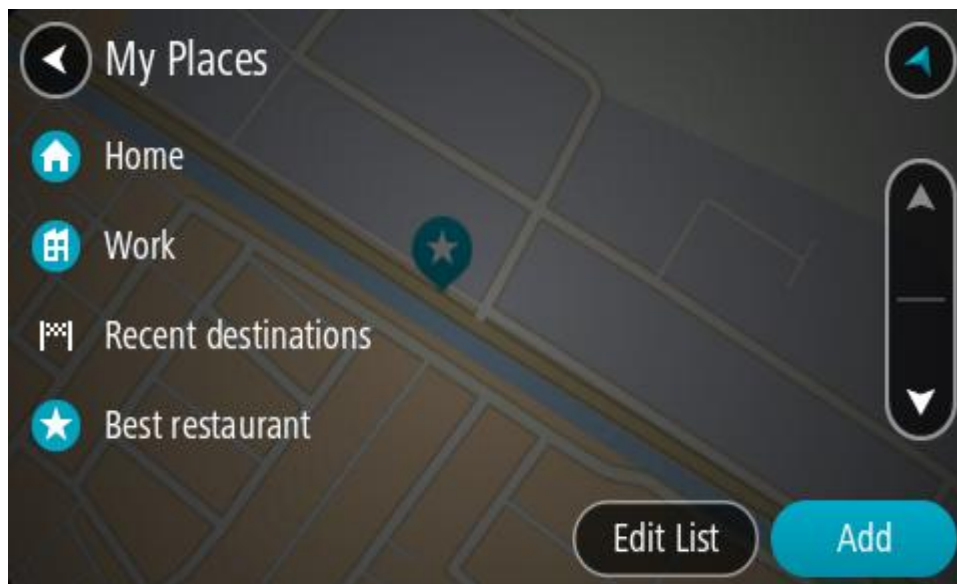 My Places
Home
Work
Recent destinations
Best restaurant
Edit List
Add